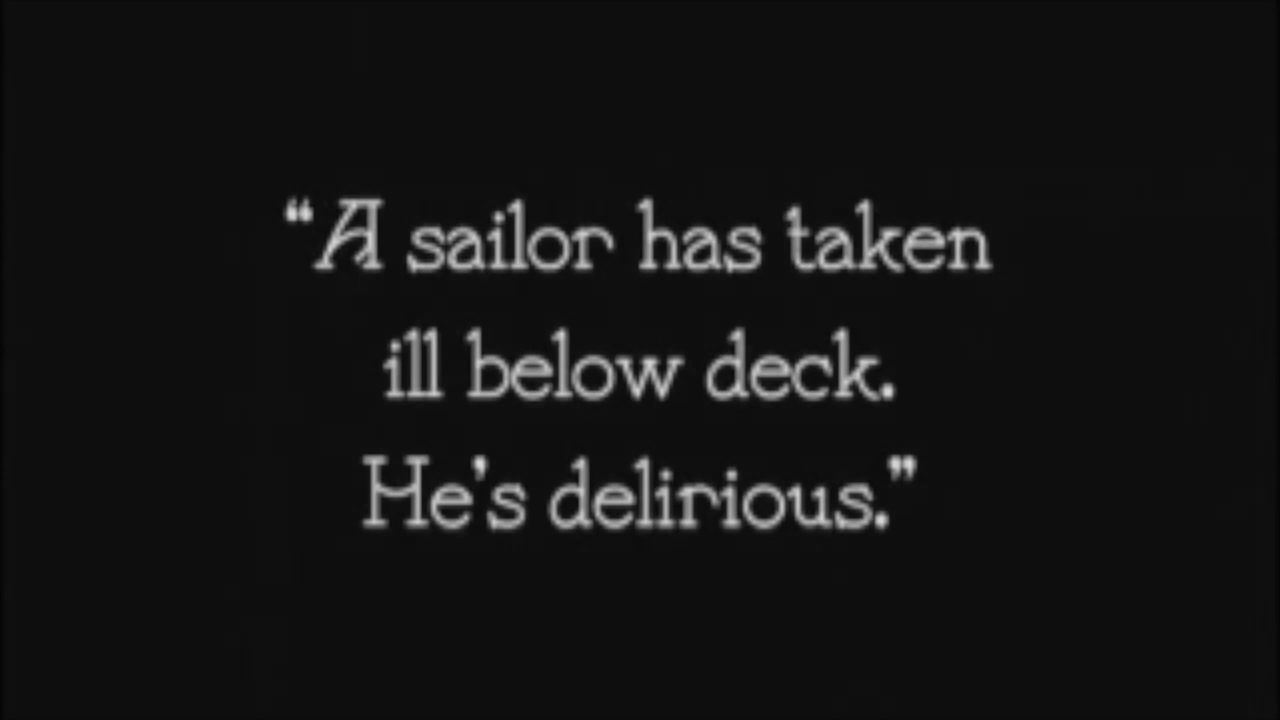 “A sailor has taken
ill below deck.
He’s delirious.”